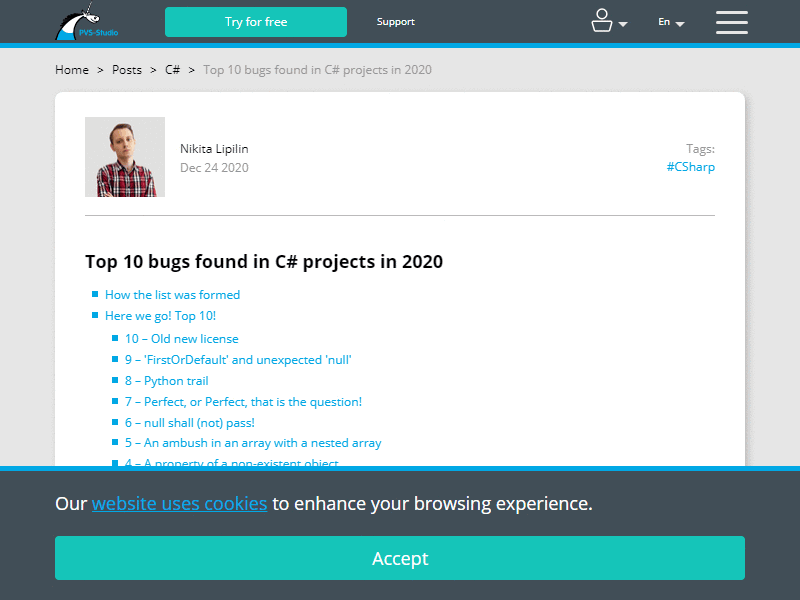 PVS-Studio
Try for free
Support
En
Home > Posts > C# > Top 10 bugs found in C# projects in 2020
Nikita Lipilin
Dec 24 2020
Tags:
#CSharp
Top 10 bugs found in C# projects in 2020
How the list was formed
Here we go! Top 10!
10 – Old new license
9 – 'FirstOrDefault' and unexpected 'null'
8 – Python trail
7 – Perfect, or Perfect, that is the question!
6 – null shall (not) pass!
5 – An ambush in an array with a nested array
4 – A property of a non-existent object
Our website uses cookies to enhance your browsing experience.
Accept